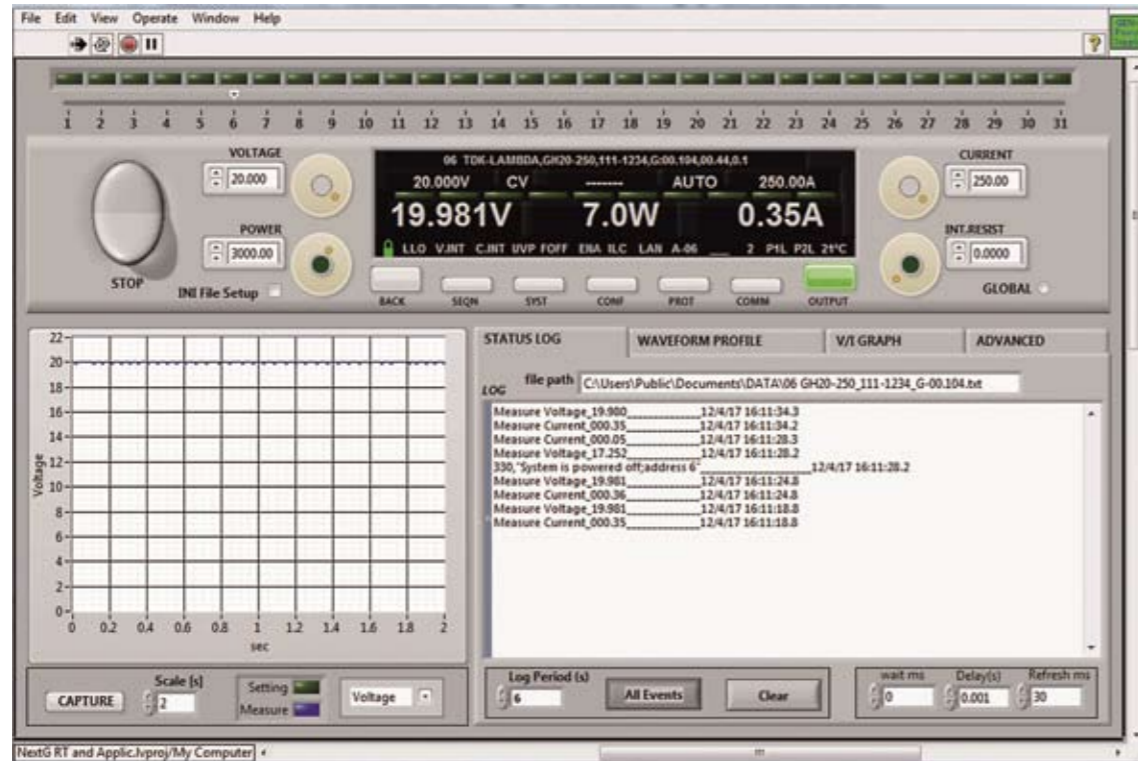 File Edit View Operate Window Help
1 2 3 4 5 6 7 8 9 10 11 12 13 14 15 16 17 18 19 20 21 22 23 24 25 26 27 28 29 30 31
VOLTAGE
20.000
POWER
3000.00
STOP
INI File Setup
06 TDK-LAMBDA,GH20-250,111-1234,G:00.104,00.44,0.1
20.000V CV ------- AUTO 250.00A
19.981V 7.0W 0.35A
LLO V.INT C.INT UVP FOFF ENA ILC LAN A-06 __ 2 P1L P2L 21°C
BACK SEQN SYST CONF PROT COMM OUTPUT
CURRENT
250.00
INT.RESIST
0.0000
GLOBAL
22
20
18
16
14
12
10
8
6
4
2
0
Voltage
0 0.2 0.4 0.6 0.8 1 1.2 1.4 1.6 1.8 2
sec
CAPTURE
Scale (s)
2
Setting
Measure
Voltage
STATUS LOG WAVEFORM PROFILE V/I GRAPH ADVANCED
LOG file path C:\Users\Public\Documents\DATA\06 GH20-250_111-1234_G-00.104.txt
Measure Voltage_19.980____________12/4/17 16:11:34.3
Measure Current_000.35____________12/4/17 16:11:34.2
Measure Current_000.05____________12/4/17 16:11:28.3
Measure Voltage_17.252____________12/4/17 16:11:28.2
330,"System is powered off;address 6"____________________12/4/17 16:11:28.2
Measure Voltage_19.981____________12/4/17 16:11:24.8
Measure Current_000.36____________12/4/17 16:11:24.8
Measure Voltage_19.981____________12/4/17 16:11:18.8
Measure Current_000.35____________12/4/17 16:11:18.8
Log Period (s)
6
All Events
Clear
wait ms Delay(s) Refresh ms
0 0.001 30
NextG RT and Applic.lvproj/My Computer